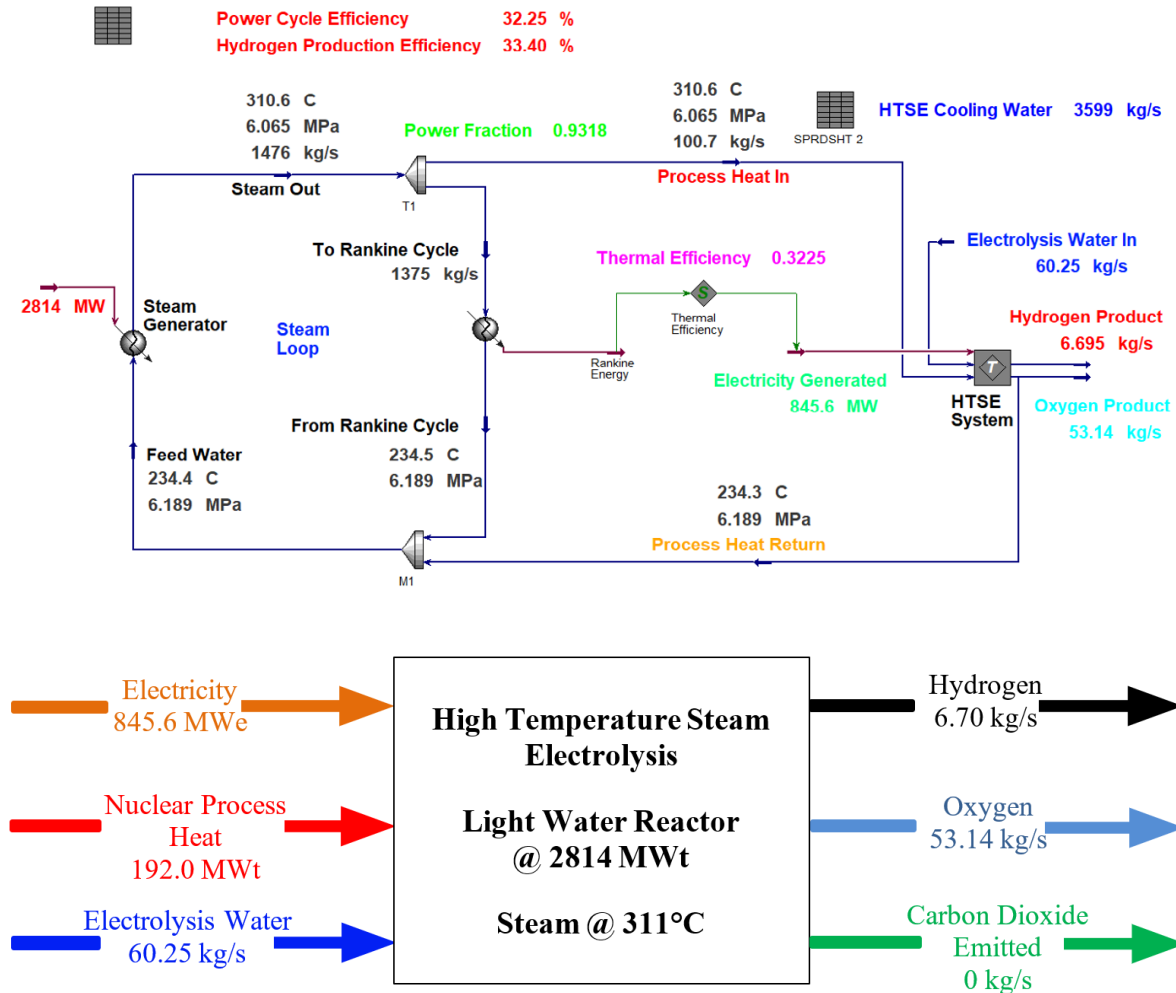 Power Cycle Efficiency 32.25 %
Hydrogen Production Efficiency 33.40 %
310.6 C
6.065 MPa
1476 kg/s
Steam Out
Power Fraction 0.9318
T1
310.6 C
6.065 MPa
100.7 kg/s
Process Heat In
SPRDSHT 2
HTSE Cooling Water 3599 kg/s
To Rankine Cycle
1375 kg/s
Electrolysis Water In
60.25 kg/s
Thermal Efficiency 0.3225
S
Thermal
Efficiency
2814 MW
Steam
Generator
Steam
Loop
Rankine
Energy
Electricity Generated
845.6 MW
T
HTSE
System
Hydrogen Product
6.695 kg/s
Oxygen Product
53.14 kg/s
From Rankine Cycle
234.5 C
6.189 MPa
Feed Water
234.4 C
6.189 MPa
234.3 C
6.189 MPa
Process Heat Return
M1
Electricity
845.6 MWe
Nuclear Process
Heat
192.0 MWt
Electrolysis Water
60.25 kg/s
High Temperature Steam
Electrolysis
Light Water Reactor
@ 2814 MWt
Steam @ 311°C
Hydrogen
6.70 kg/s
Oxygen
53.14 kg/s
Carbon Dioxide
Emitted
0 kg/s